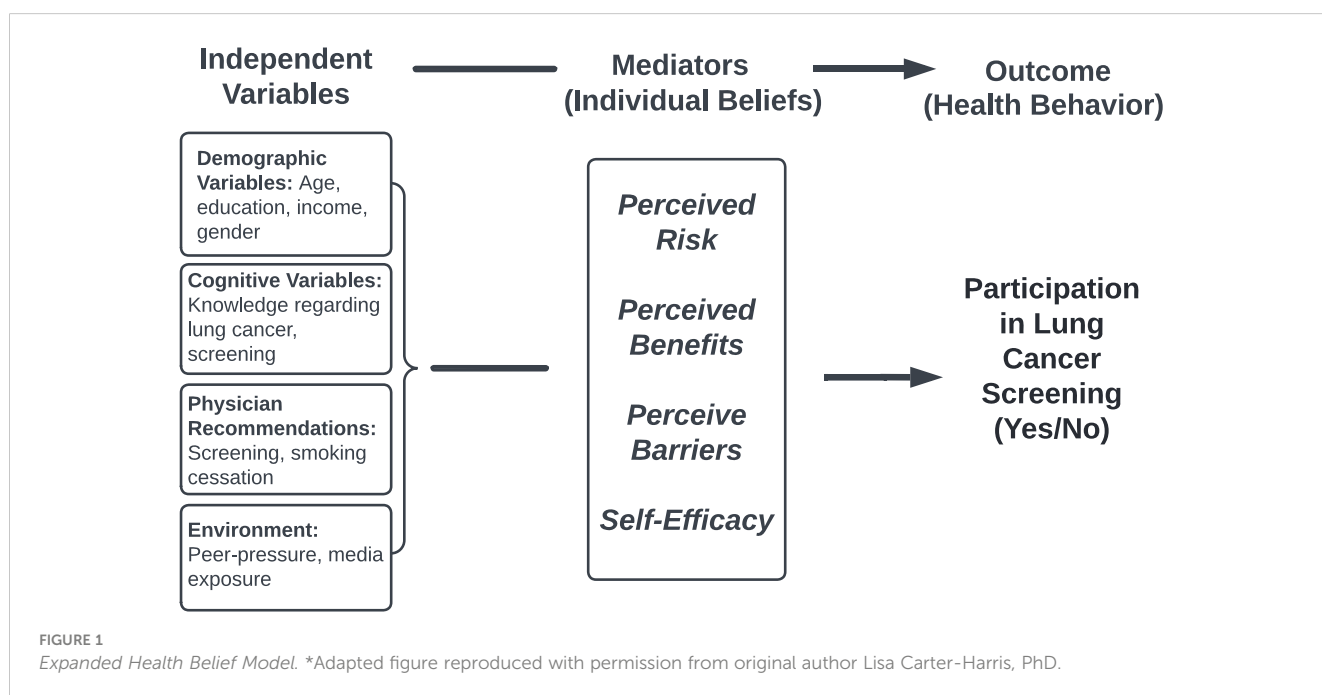 Independent
Variables
Mediators
(Individual Beliefs)
Outcome
(Health Behavior)
Demographic
Variables: Age,
education, income,
gender
Cognitive Variables:
Knowledge regarding
lung cancer,
screening
Physician
Recommendations:
Screening, smoking
cessation
Environment:
Peer-pressure, media
exposure
Perceived
Risk
Perceived
Benefits
Perceive
Barriers
Self-Efficacy
Participation
in Lung
Cancer
Screening
(Yes/No)
FIGURE 1
Expanded Health Belief Model. *Adapted figure reproduced with permission from original author Lisa Carter-Harris, PhD.